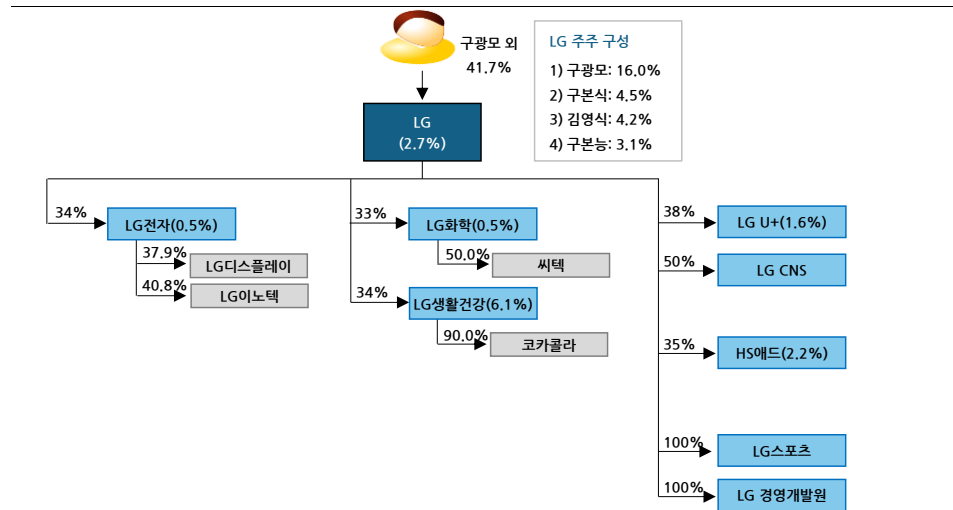 구광모 외
41.7%
LG 주주 구성
1) 구광모: 16.0%
2) 구본식: 4.5%
3) 김영식: 4.2%
4) 구본능: 3.1%
LG
(2.7%)
34%
LG전자(0.5%)
37.9%
LG디스플레이
40.8%
LG이노텍
33%
LG화학(0.5%)
50.0%
씨텍
34%
LG생활건강(6.1%)
90.0%
코카콜라
38%
LG U+(1.6%)
50%
LG CNS
35%
HS애드(2.2%)
100%
LG스포츠
100%
LG 경영개발원